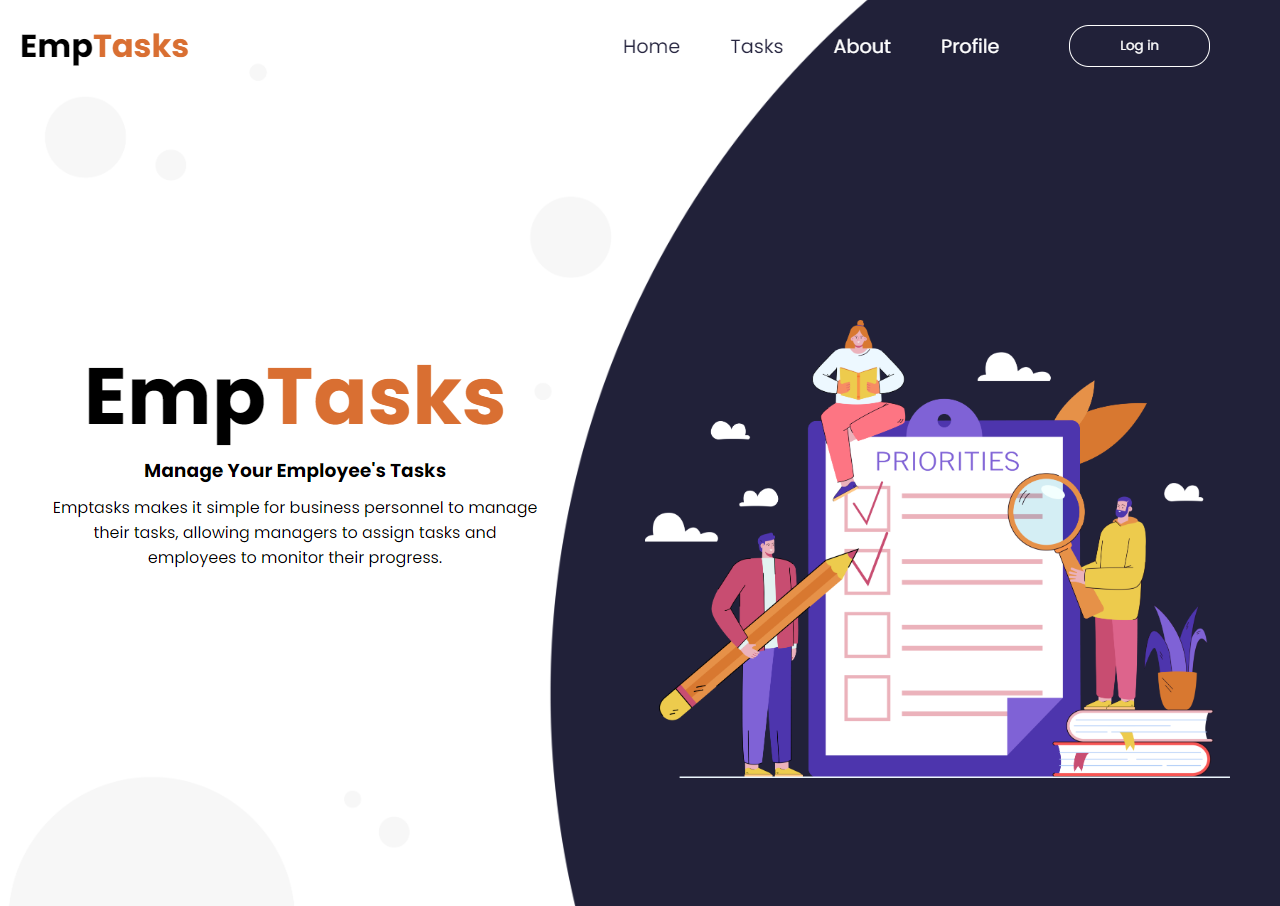 EmpTasks
Home
Tasks
About
Profile
Log in
EmpTasks
Manage Your Employee's Tasks
Emptasks makes it simple for business personnel to manage
their tasks, allowing managers to assign tasks and
employees to monitor their progress.
PRIORITIES